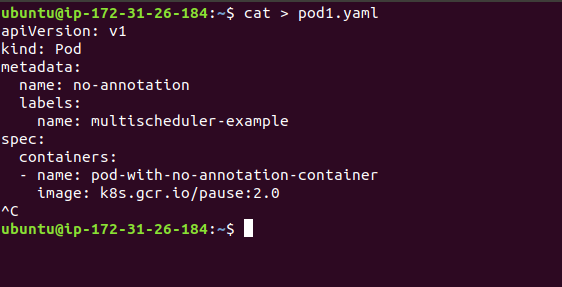 ubuntu@ip-172-31-26-184:~$ cat > pod1.yaml
apiVersion: v1
kind: Pod
metadata:
  name: no-annotation
  labels:
    name: multischeduler-example
spec:
  containers:
  - name: pod-with-no-annotation-container
    image: k8s.gcr.io/pause:2.0
^C
ubuntu@ip-172-31-26-184:~$